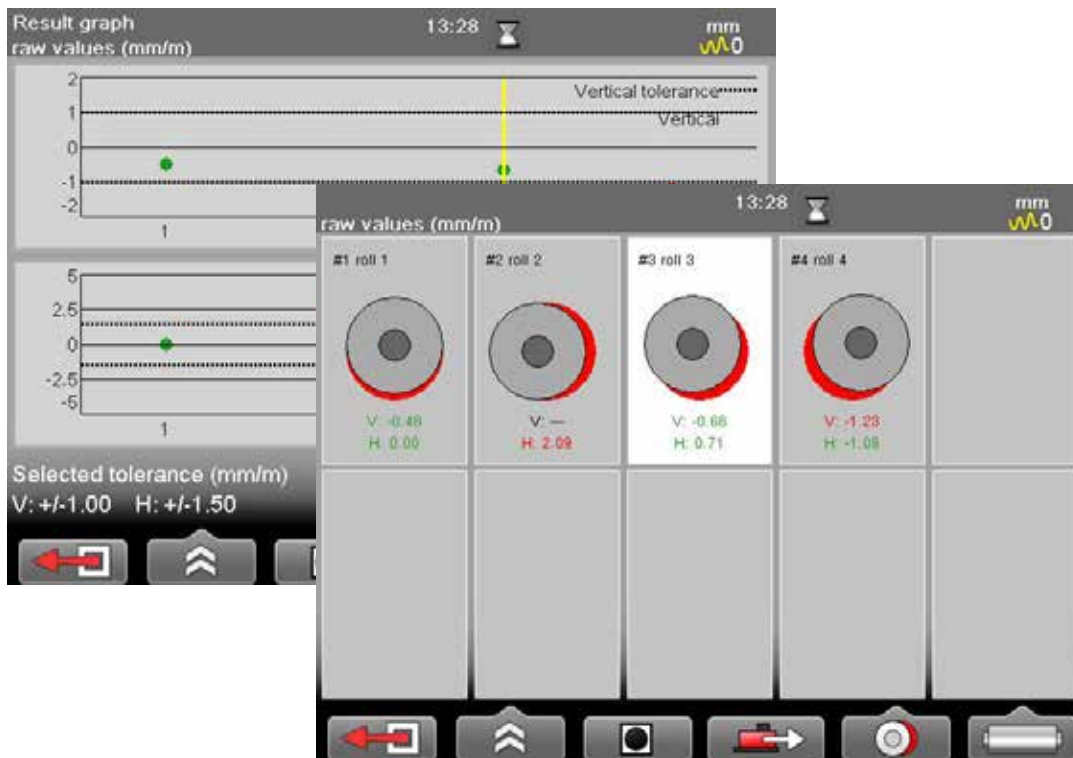 Result graph
13:28
mm
raw values (mm/m)
0
2
Vertical tolerance
1
Vertical
0
-1
-2
1
5
2.5
0
-2.5
-5
1
Selected tolerance (mm/m)
V: +/-1.00 H: +/-1.50
13:28
mm
raw values (mm/m)
0
#1 roll 1
#2 roll 2
#3 roll 3
#4 roll 4
V: -0.48
V: —
V: -0.68
V: -1.23
H: 0.00
H: 2.09
H: 0.71
H: -1.09